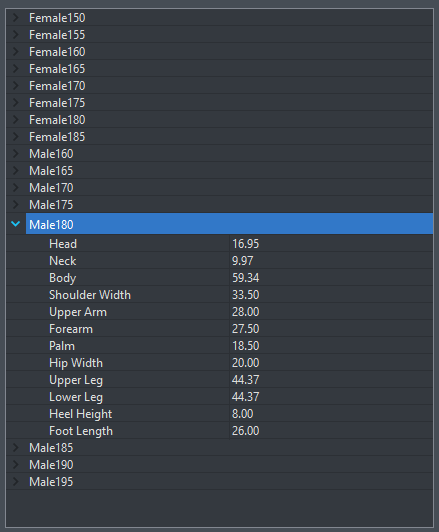 Female150
Female155
Female160
Female165
Female170
Female175
Female180
Female185
Male160
Male165
Male170
Male175
Male180
Head 16.95
Neck 9.97
Body 59.34
Shoulder Width 33.50
Upper Arm 28.00
Forearm 27.50
Palm 18.50
Hip Width 20.00
Upper Leg 44.37
Lower Leg 44.37
Heel Height 8.00
Foot Length 26.00
Male185
Male190
Male195